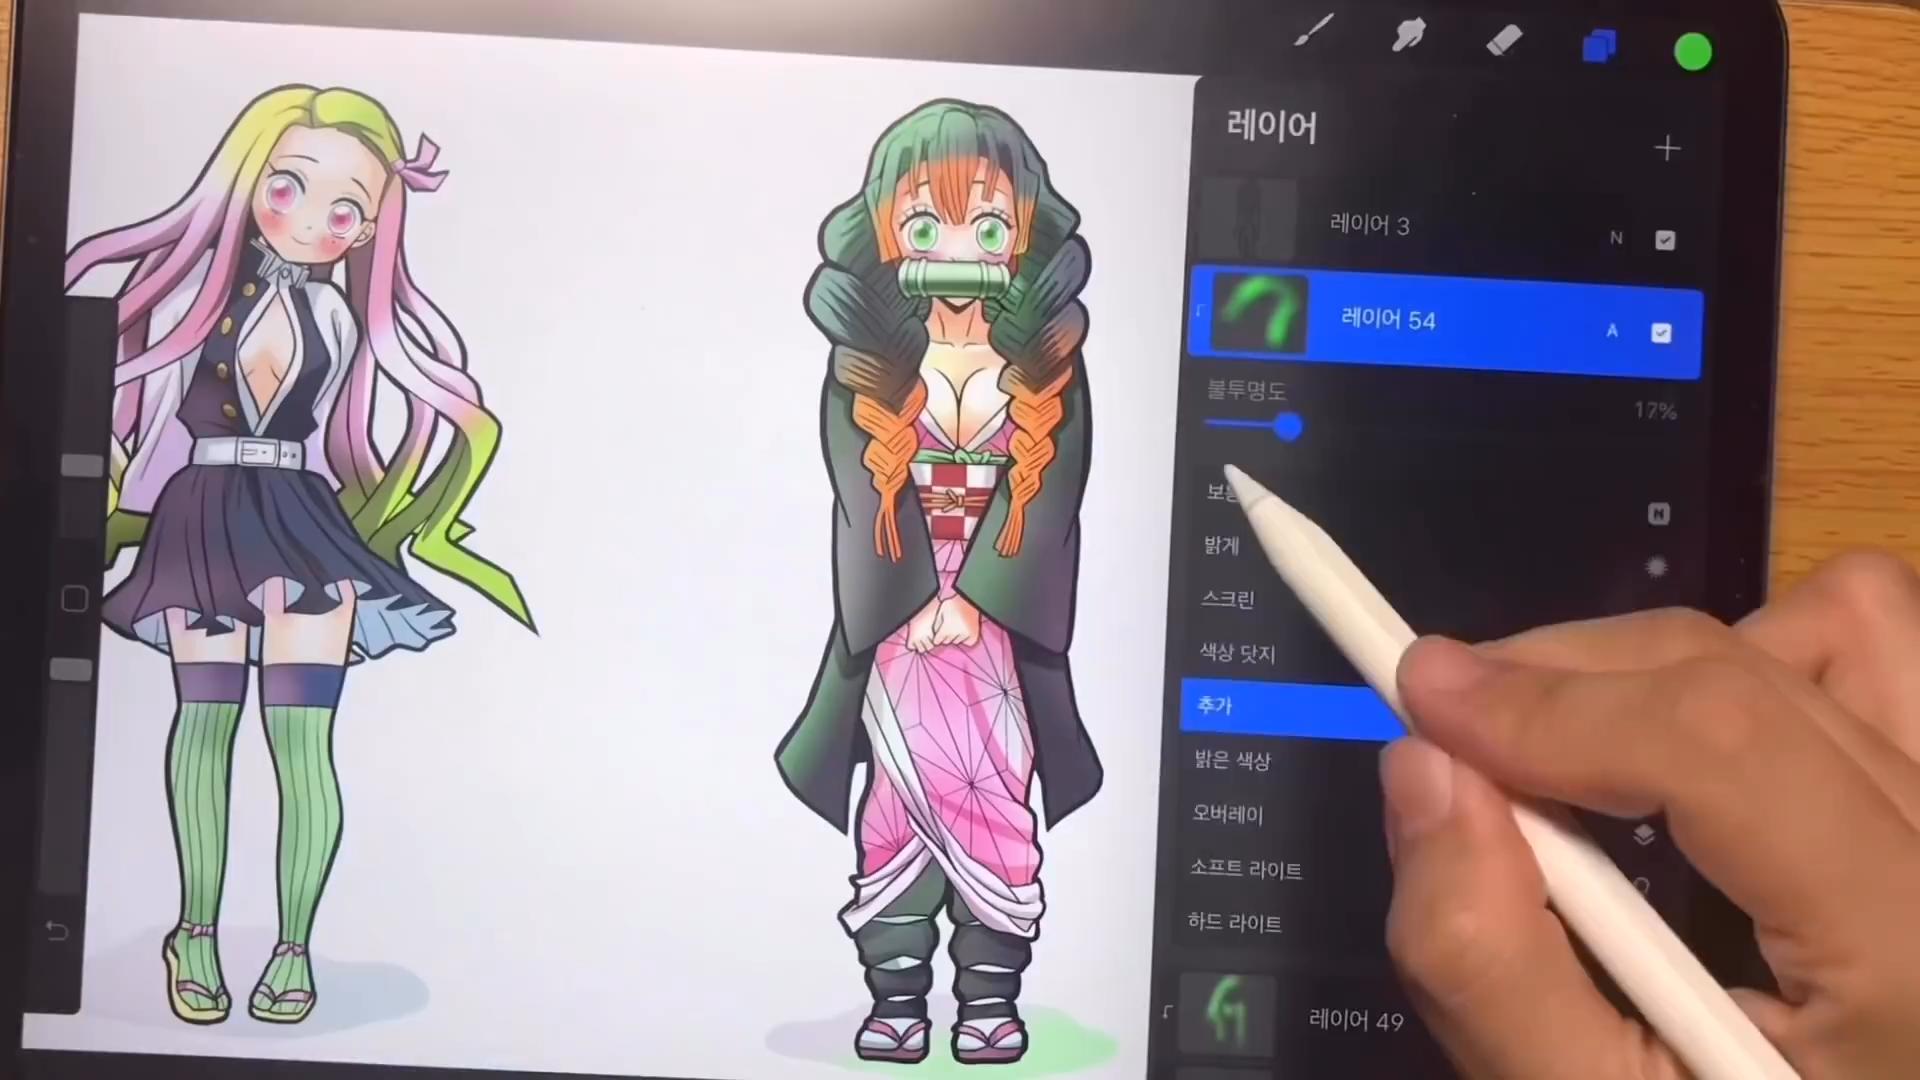 레이어
레이어 3
N
레이어 54
A
불투명도
17%
N
밝게
스크린
색상 닷지
추가
밝은 색상
오버레이
소프트 라이트
하드 라이트
레이어 49